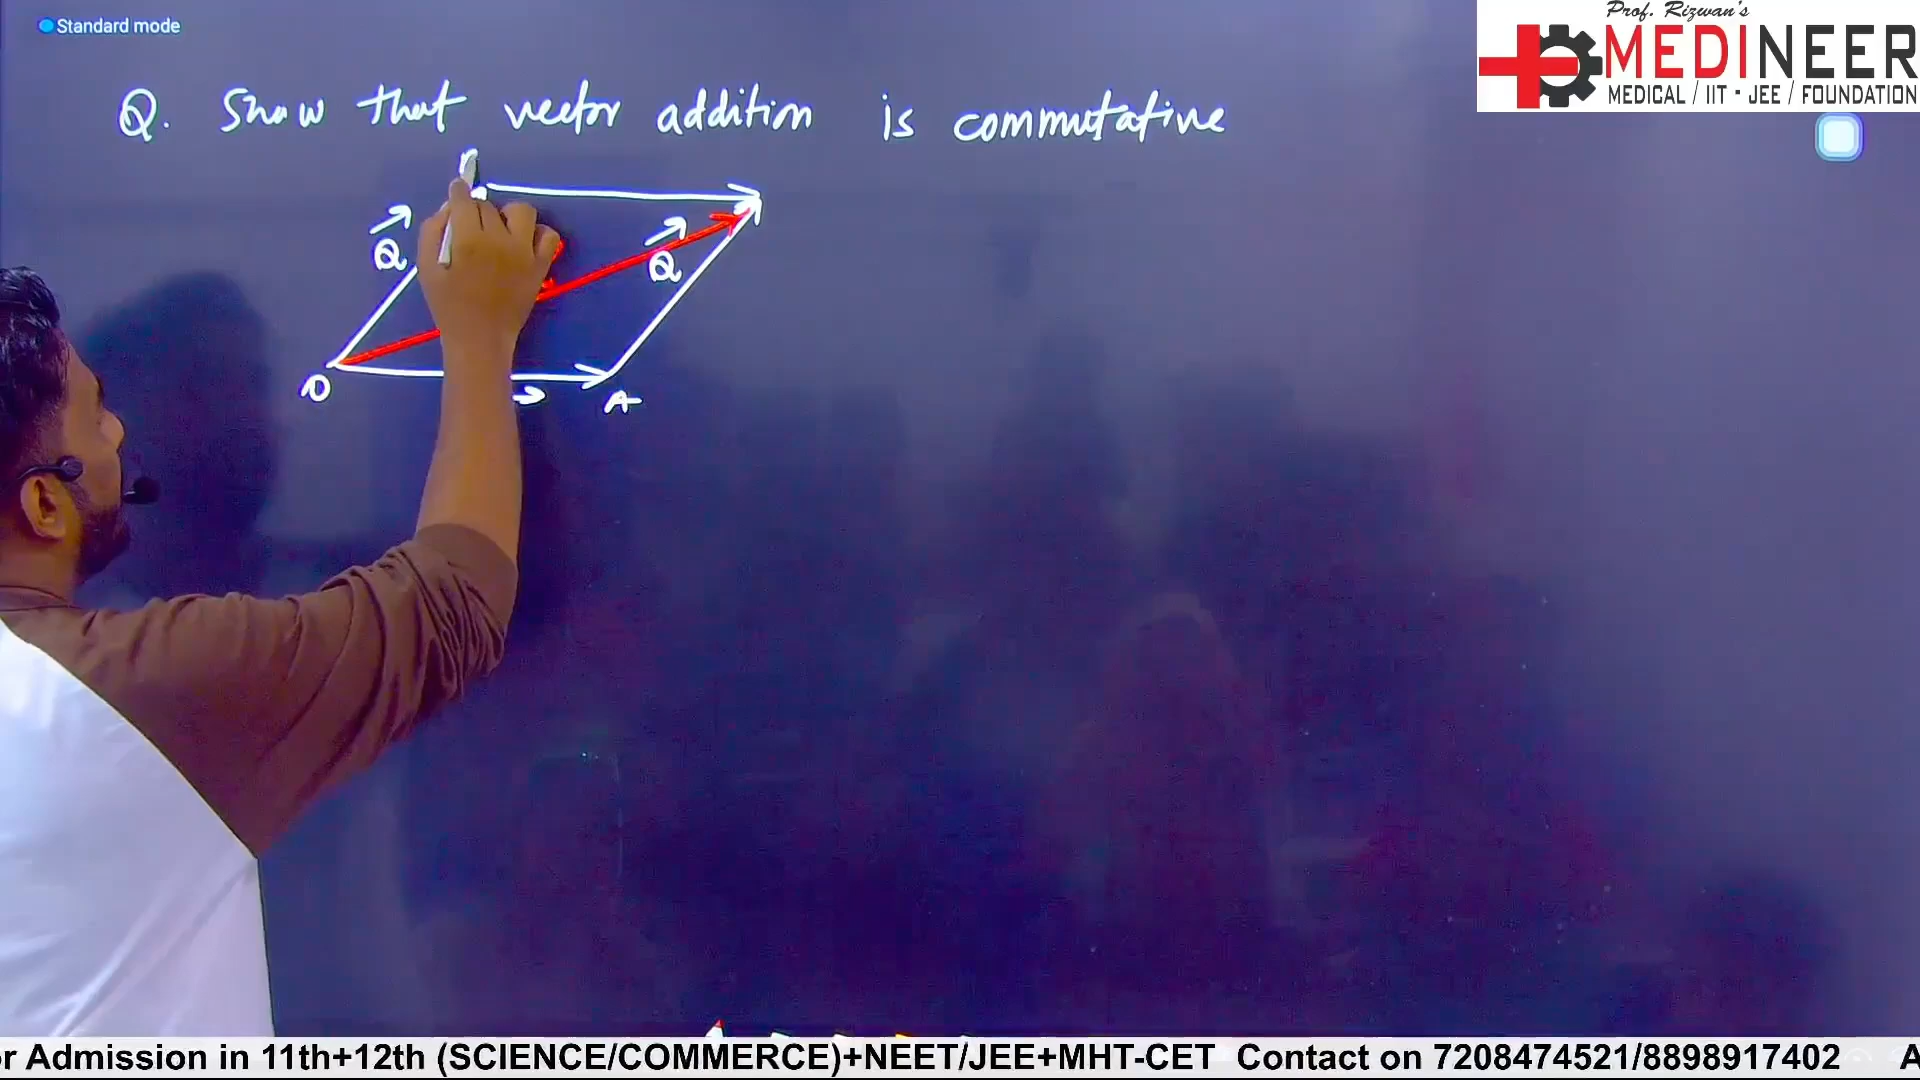 Standard mode
Prof. Rizwan's
MEDINEER
MEDICAL / IIT - JEE / FOUNDATION
Q. Show that vector addition is commutative
Q
Q
O
A
r Admission in 11th+12th (SCIENCE/COMMERCE)+NEET/JEE+MHT-CET Contact on 7208474521/8898917402 A